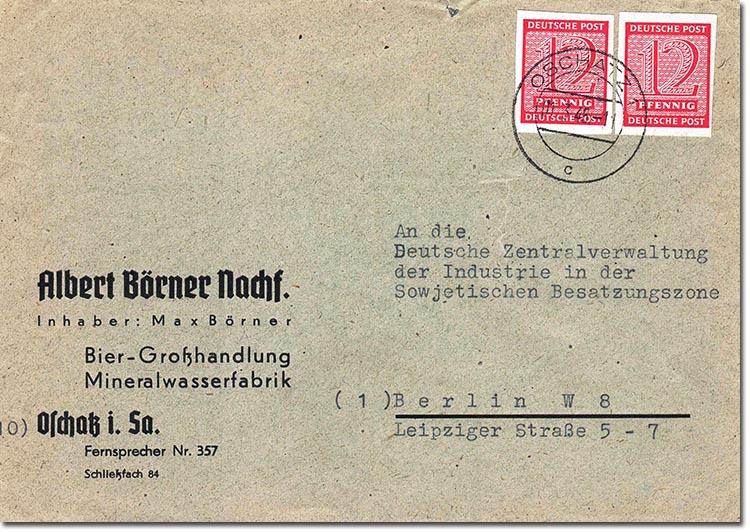 DEUTSCHE POST
12
PFENNIG
DEUTSCHE POST
DEUTSCHE POST
12
PFENNIG
DEUTSCHE POST
OSCHATZ
c
An die
Deutsche Zentralverwaltung
der Industrie in der
Sowjetischen Besatzungszone
(1) Berlin W 8
Leipziger Straße 5 - 7
Albert Börner Nachf.
Inhaber: Max Börner
Bier-Großhandlung
Mineralwasserfabrik
10) Oschatz i. Sa.
Fernsprecher Nr. 357
Schließfach 84